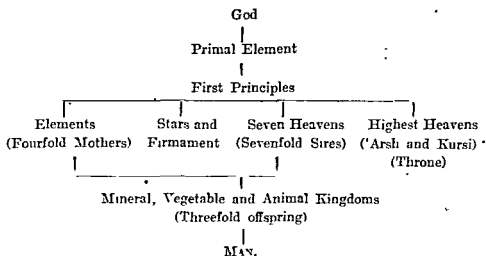 God
Primal Element
First Principles
Elements Stars and Seven Heavens Highest Heavens
(Fourfold Mothers) Firmament (Sevenfold Sires) ('Arsh and Kursi)
(Throne)
Mineral, Vegetable and Animal Kingdoms
(Threefold offspring)
MAN.